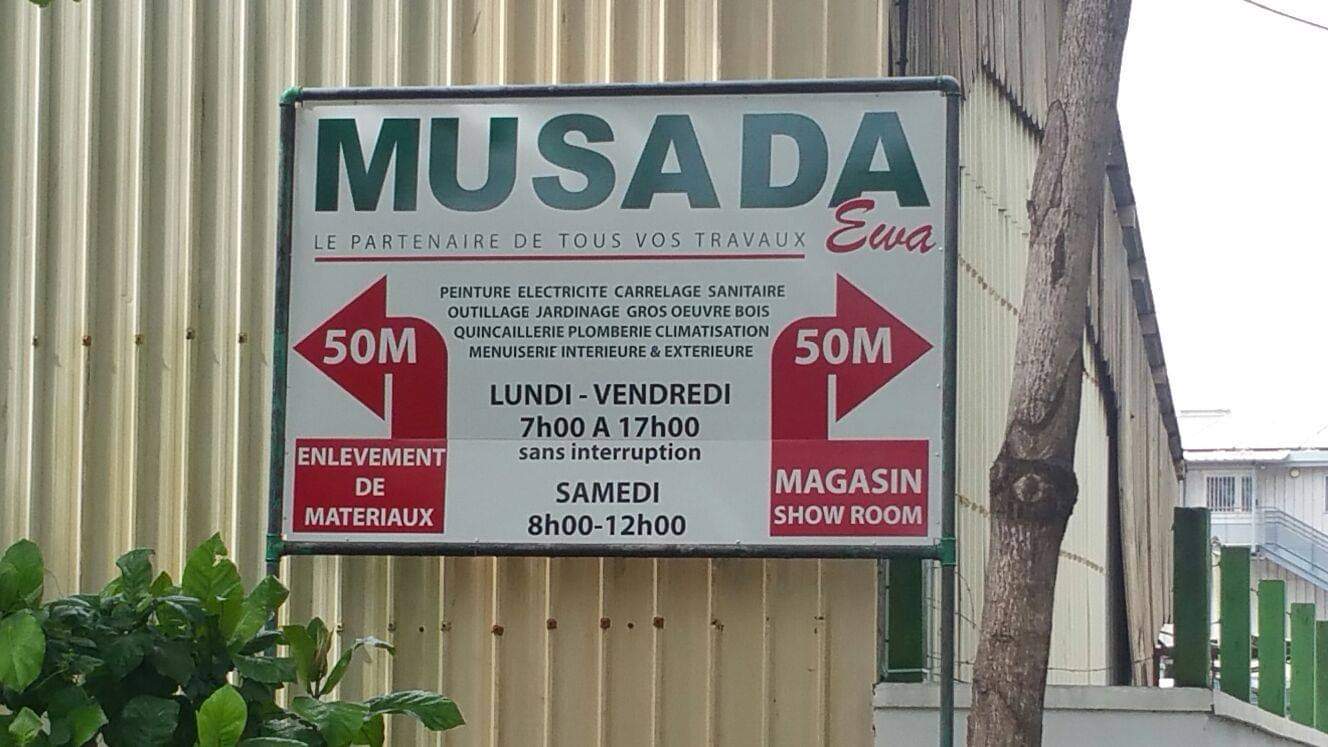 MUSADA
Ewa
LE PARTENAIRE DE TOUS VOS TRAVAUX
PEINTURE ELECTRICITE CARRELAGE SANITAIRE
OUTILLAGE JARDINAGE GROS OEUVRE BOIS
QUINCAILLERIE PLOMBERIE CLIMATISATION
MENUISERIE INTERIEURE & EXTERIEURE
50M
ENLEVEMENT
DE
MATERIAUX
LUNDI - VENDREDI
7h00 A 17h00
sans interruption
SAMEDI
8h00-12h00
50M
MAGASIN
SHOW ROOM